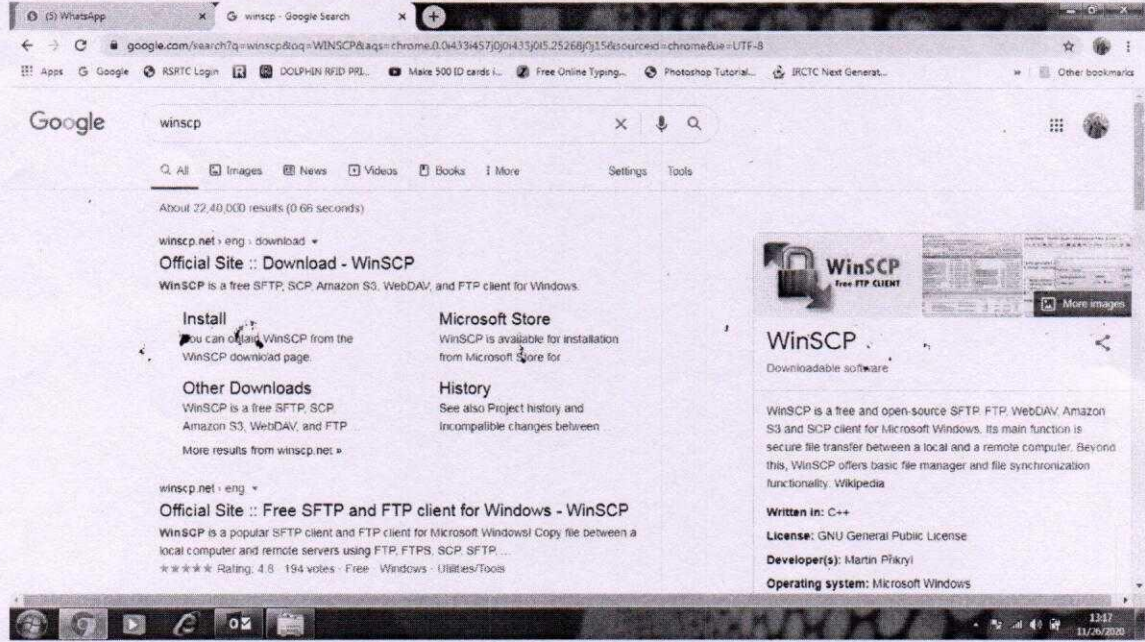 (5) WhatsApp
winscp - Google Search
google.com/search?q=winscp&oq=WINSCP&aqs=chrome.0.0i433i457j0j0i433j0l5.25268j0j15&sourceid=chrome&ie=UTF-8
Apps Google RSRTC Login DOLPHIN RFID PRI... Make 500 ID cards i... Free Online Typing... Photoshop Tutorial... IRCTC Next Generat... » Other bookmarks
Google
winscp
All Images News Videos Books More Settings Tools
About 22,40,000 results (0.66 seconds)
winscp.net › eng › download
Official Site :: Download - WinSCP
WinSCP is a free SFTP, SCP, Amazon S3, WebDAV, and FTP client for Windows.
Install
You can WinSCP from the
WinSCP download page.
Microsoft Store
WinSCP is available for installation
from Microsoft Store for
Other Downloads
WinSCP is a free SFTP, SCP,
Amazon S3, WebDAV, and FTP ...
History
See also Project history and
Incompatible changes between ...
More results from winscp.net »
winscp.net › eng
Official Site :: Free SFTP and FTP client for Windows - WinSCP
WinSCP is a popular SFTP client and FTP client for Microsoft Windows! Copy file between a
local computer and remote servers using FTP, FTPS, SCP, SFTP, ...
Rating: 4.8 · 194 votes · Free · Windows · Utilities/Tools
WinSCP
Free FTP CLIENT
More images
WinSCP
Downloadable software
WinSCP is a free and open-source SFTP, FTP, WebDAV, Amazon
S3 and SCP client for Microsoft Windows. Its main function is
secure file transfer between a local and a remote computer. Beyond
this, WinSCP offers basic file manager and file synchronization
functionality. Wikipedia
Written in: C++
License: GNU General Public License
Developer(s): Martin Přikryl
Operating system: Microsoft Windows
13:17
11/26/2020